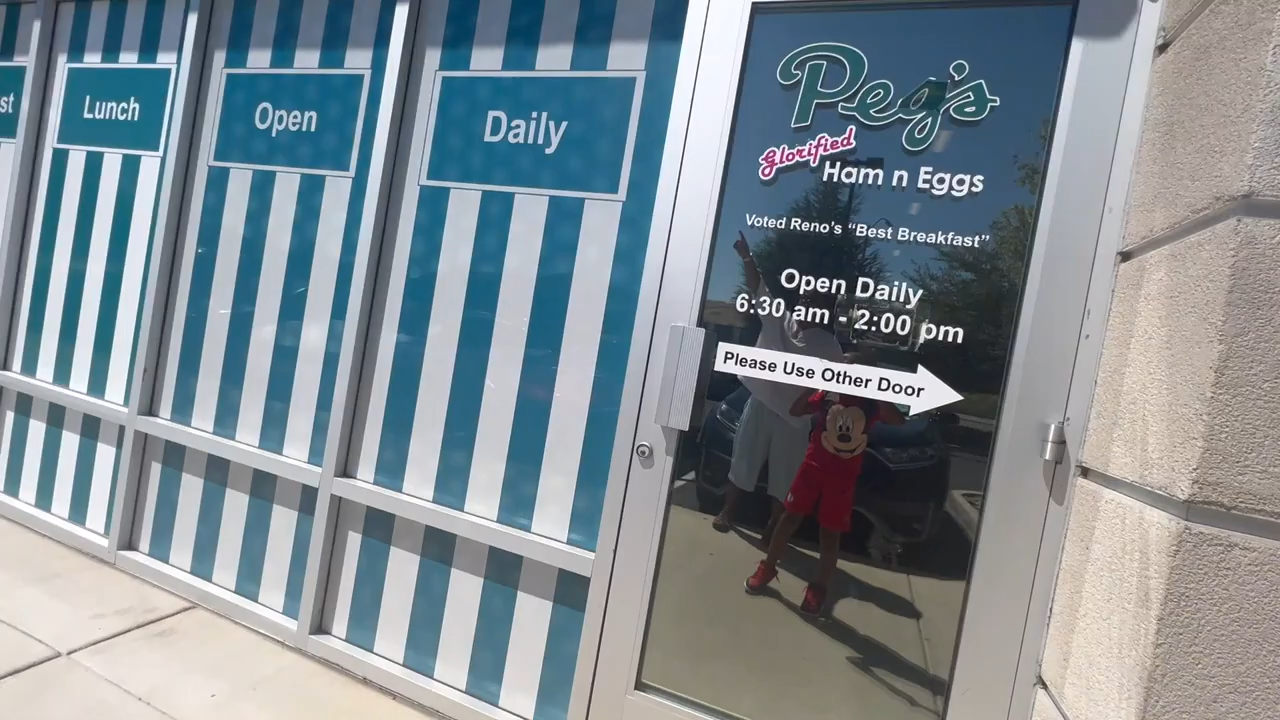 st
Lunch
Open
Daily
Peg's
Glorified
Ham n Eggs
Voted Reno's "Best Breakfast"
Open Daily
6:30 am - 2:00 pm
Please Use Other Door